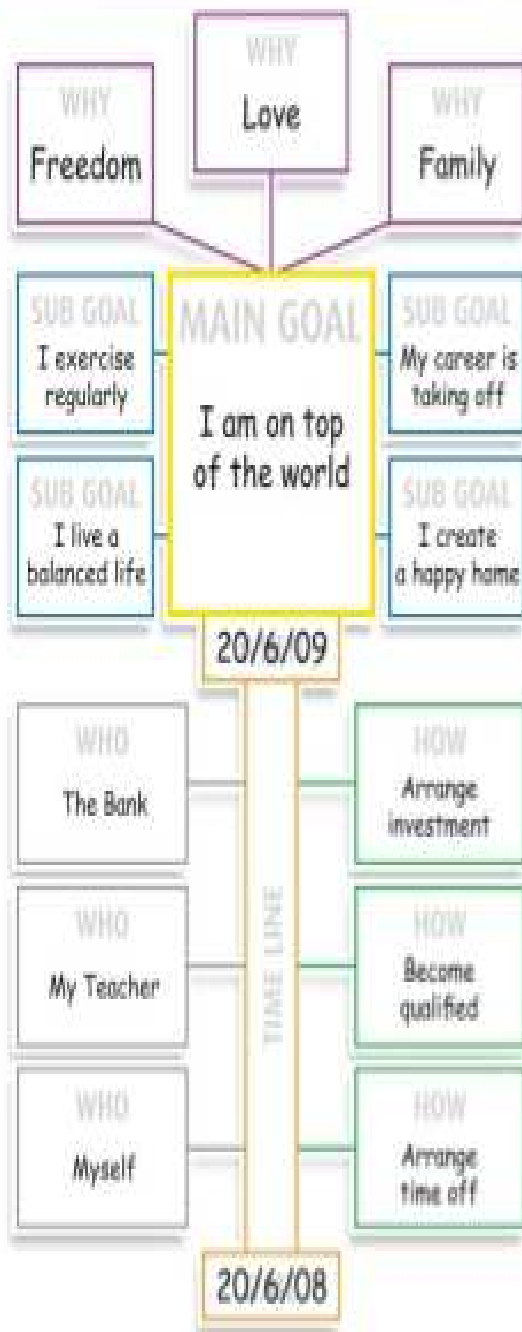 WHY
Love
WHY
Freedom
WHY
Family
SUB GOAL
I exercise
regularly
MAIN GOAL
I am on top
of the world
SUB GOAL
My career is
taking off
SUB GOAL
I live a
balanced life
SUB GOAL
I create
a happy home
20/6/09
WHO
The Bank
HOW
Arrange
investment
TIME LINE
WHO
My Teacher
HOW
Become
qualified
WHO
Myself
HOW
Arrange
time off
20/6/08